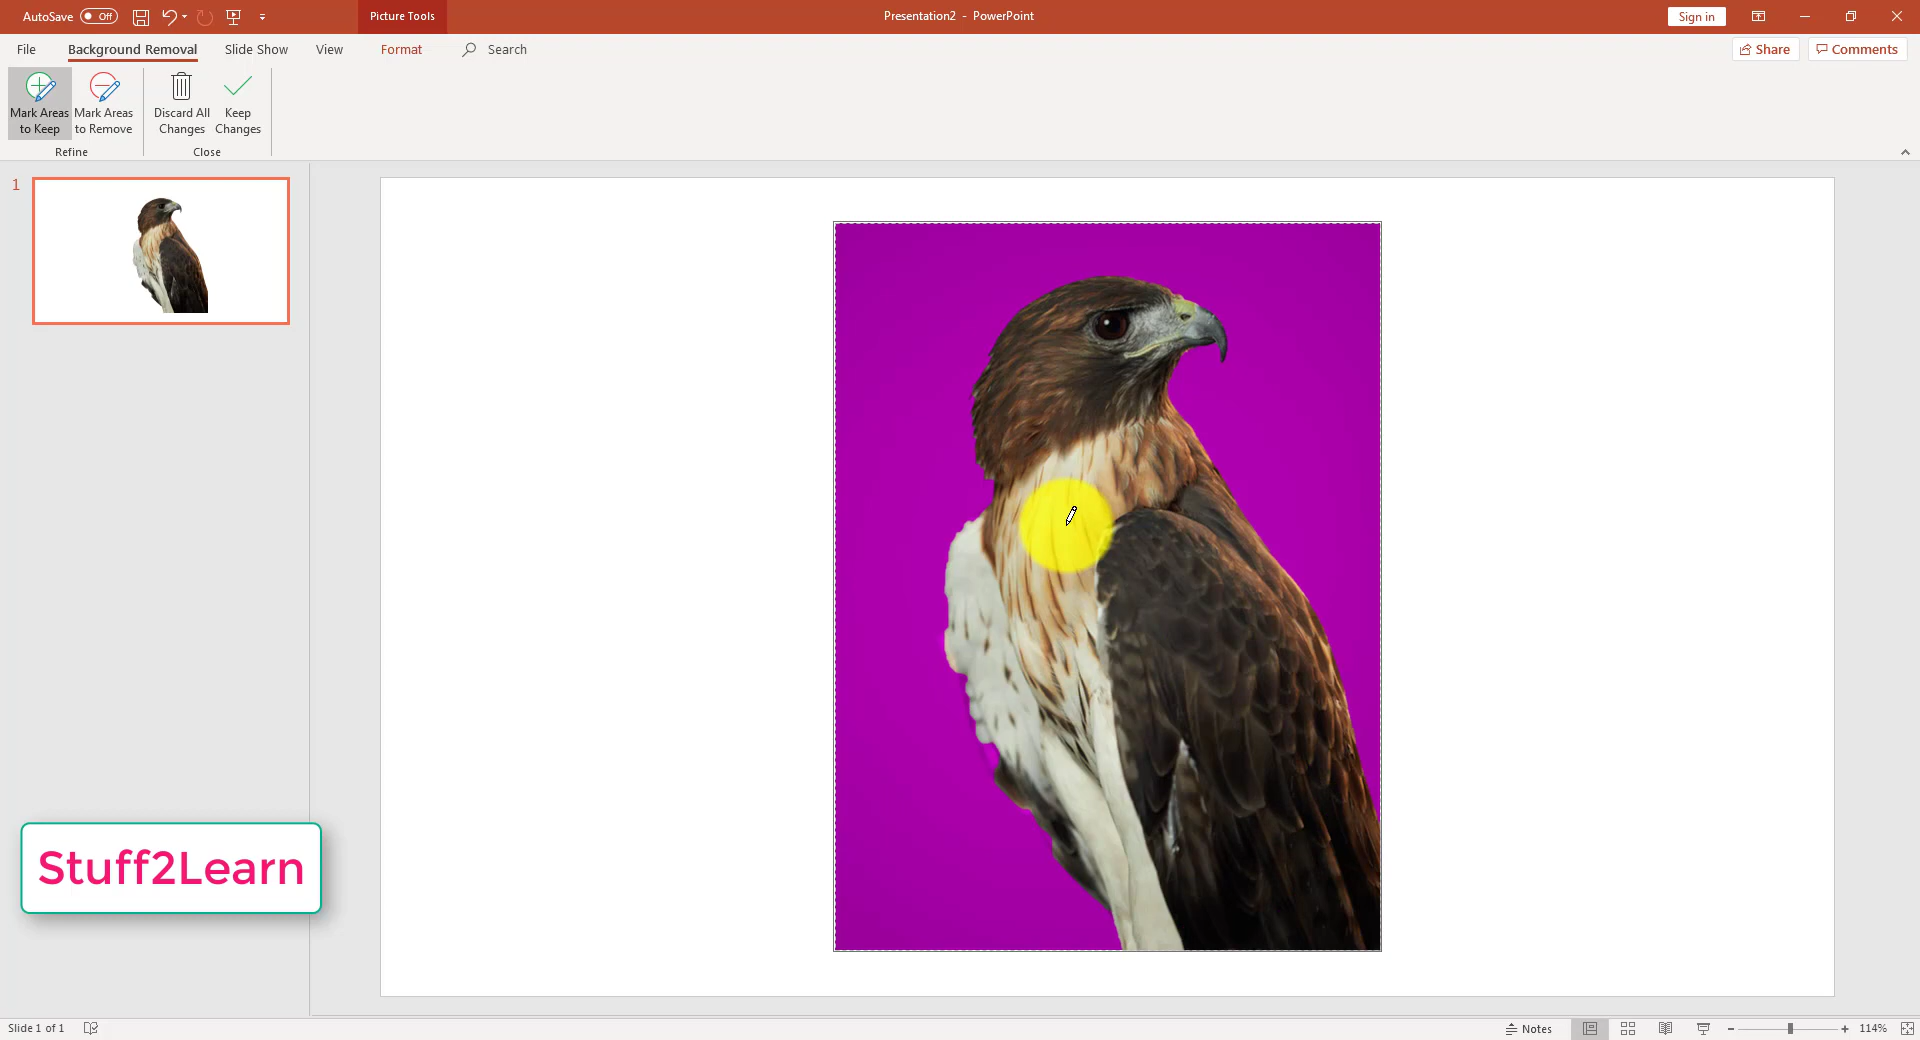 AutoSave Off
Picture Tools
Presentation2 - PowerPoint
Sign in
File Background Removal Slide Show View Format Search
Share Comments
Mark Areas to Keep
Mark Areas to Remove
Discard All Changes
Keep Changes
Refine
Close
1
Stuff2Learn
Slide 1 of 1
Notes
114%